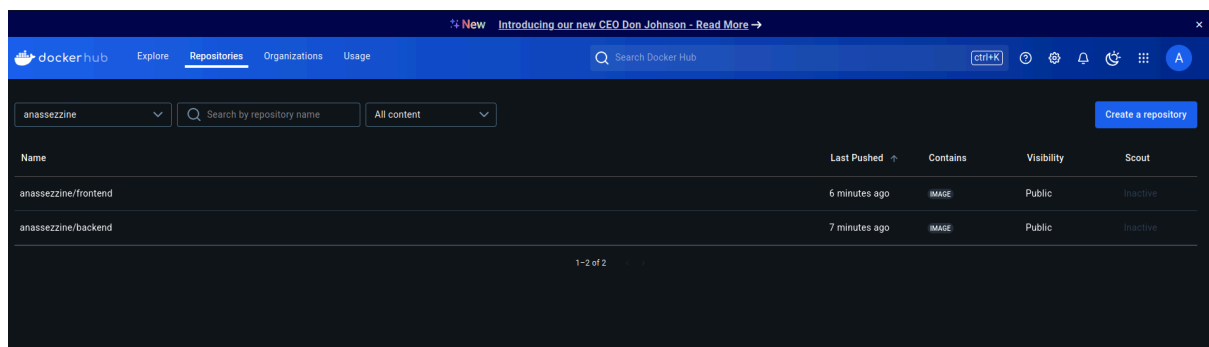 New Introducing our new CEO Don Johnson - Read More → ×
dockerhub Explore Repositories Organizations Usage Search Docker Hub ctrl+K ? A
anassezzine Search by repository name All content Create a repository
Name Last Pushed ↑ Contains Visibility Scout
anassezzine/frontend 6 minutes ago IMAGE Public Inactive
anassezzine/backend 7 minutes ago IMAGE Public Inactive
1–2 of 2